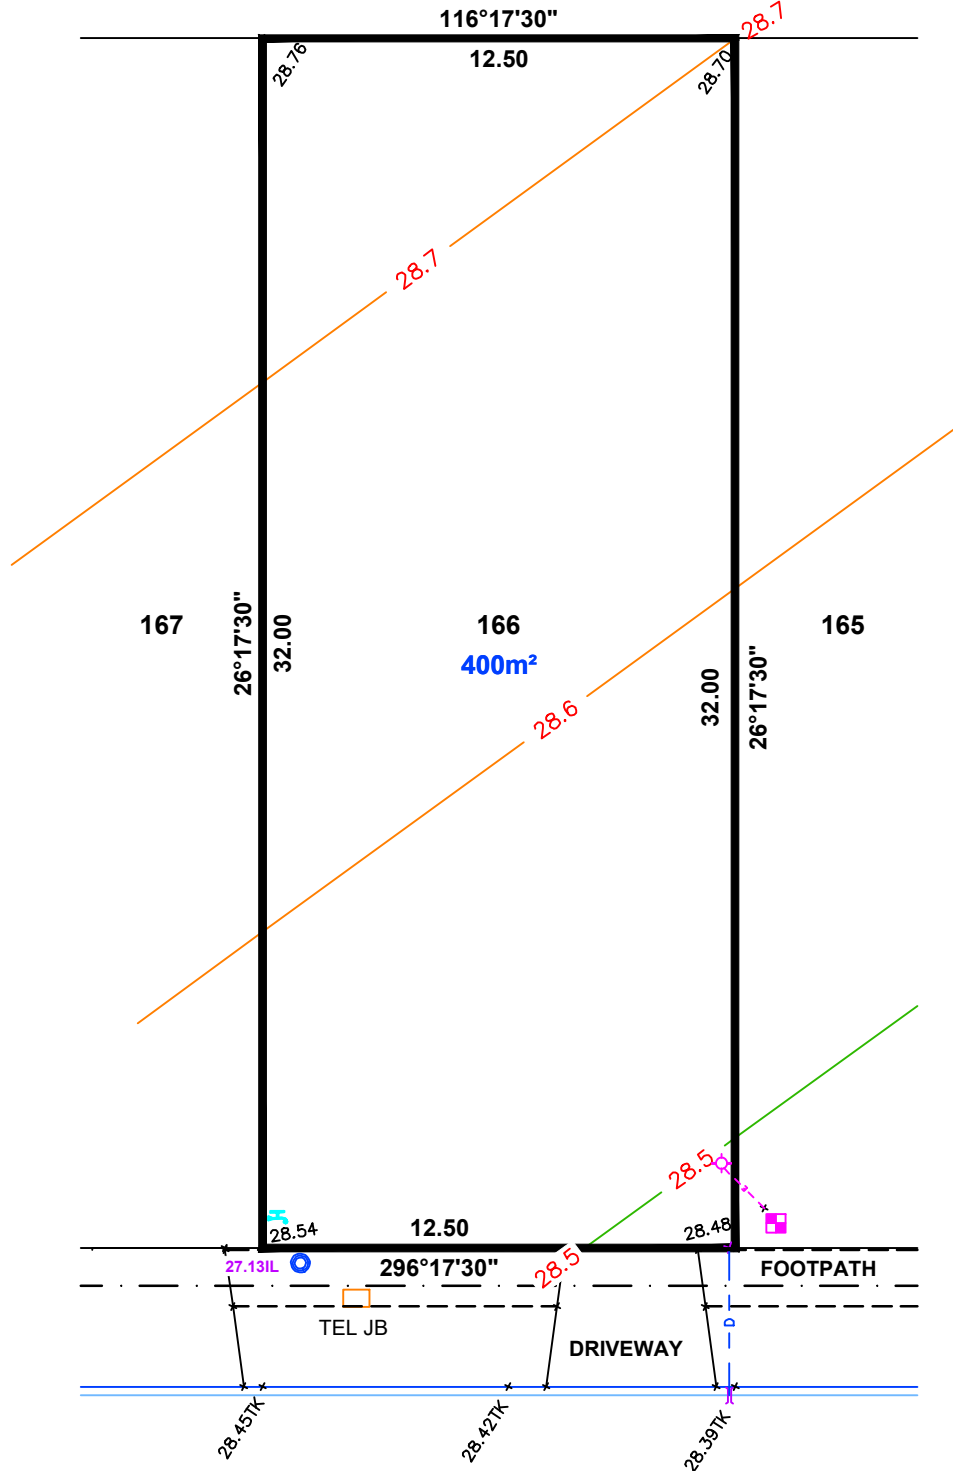 116°17'30"
28.7
28.76
12.50
28.70
28.7
167
26°17'30"
32.00
166
400m²
165
32.00
26°17'30"
28.6
28.5
28.54
12.50
28.48
27.13IL
296°17'30"
28.5
FOOTPATH
TEL JB
D
DRIVEWAY
28.45TK
28.42TK
28.39TK